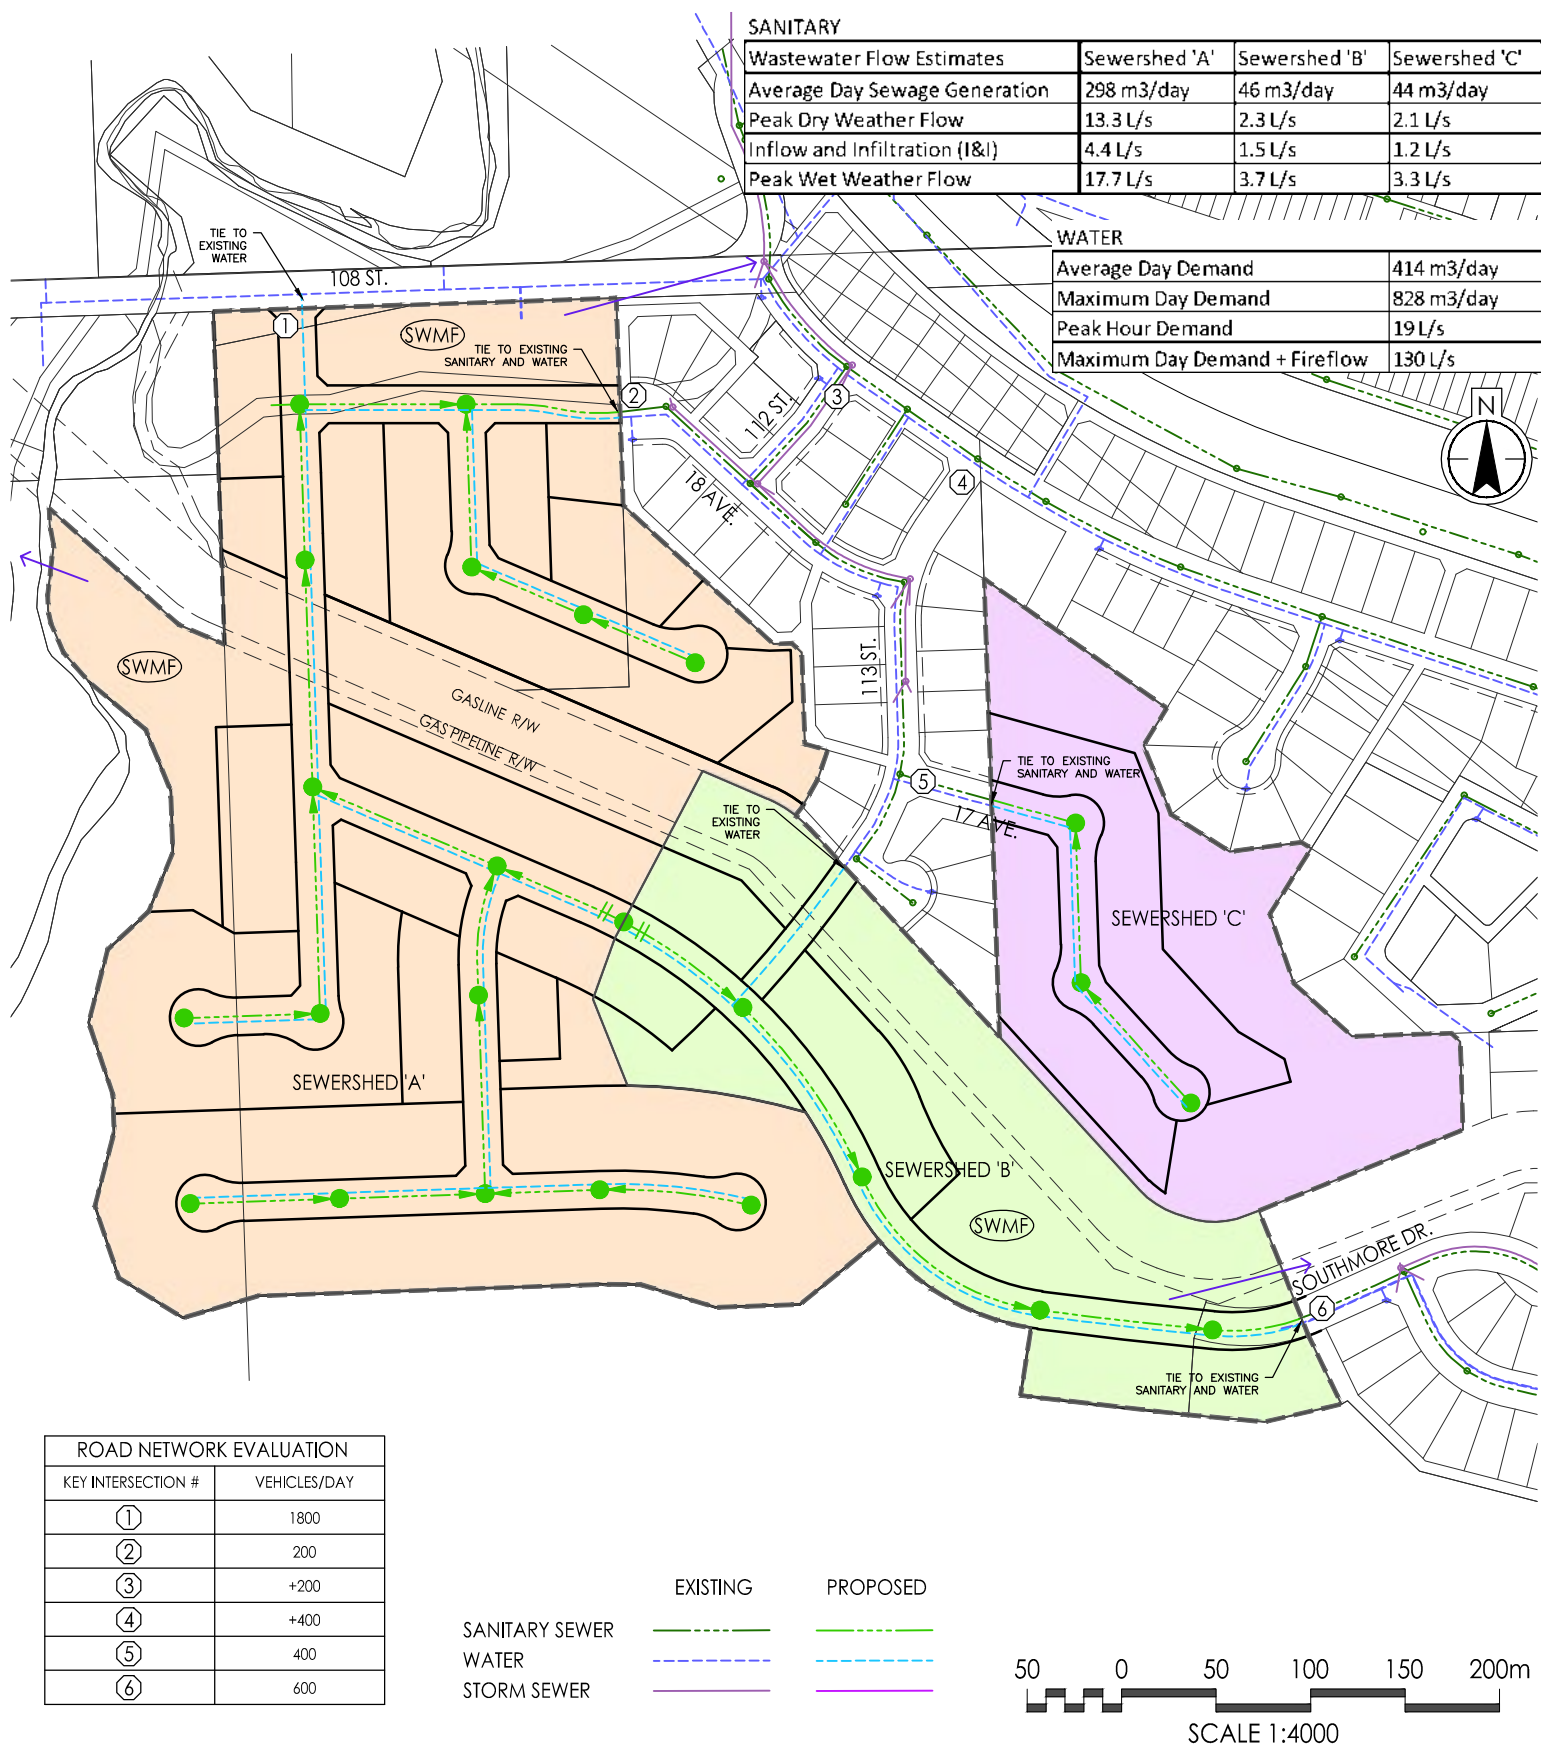 SANITARY
Wastewater Flow Estimates Sewershed 'A' Sewershed 'B' Sewershed 'C'
Average Day Sewage Generation 298 m3/day 46 m3/day 44 m3/day
Peak Dry Weather Flow 13.3 L/s 2.3 L/s 2.1 L/s
Inflow and Infiltration (I&I) 4.4 L/s 1.5 L/s 1.2 L/s
Peak Wet Weather Flow 17.7 L/s 3.7 L/s 3.3 L/s
WATER
Average Day Demand 414 m3/day
Maximum Day Demand 828 m3/day
Peak Hour Demand 19 L/s
Maximum Day Demand + Fireflow 130 L/s
TIE TO
EXISTING
WATER
108 ST.
1
SWMF
TIE TO EXISTING
SANITARY AND WATER
2
3
112 ST.
4
18 AVE.
N
SWMF
GASLINE R/W
GAS PIPELINE R/W
113 ST.
TIE TO EXISTING
SANITARY AND WATER
5
17 AVE.
TIE TO
EXISTING
WATER
SEWERSHED 'C'
SEWERSHED 'A'
SEWERSHED 'B'
SWMF
SOUTHMORE DR.
6
TIE TO EXISTING
SANITARY AND WATER
ROAD NETWORK EVALUATION
KEY INTERSECTION # VEHICLES/DAY
1 1800
2 200
3 +200
4 +400
5 400
6 600
EXISTING PROPOSED
SANITARY SEWER
WATER
STORM SEWER
50 0 50 100 150 200m
SCALE 1:4000